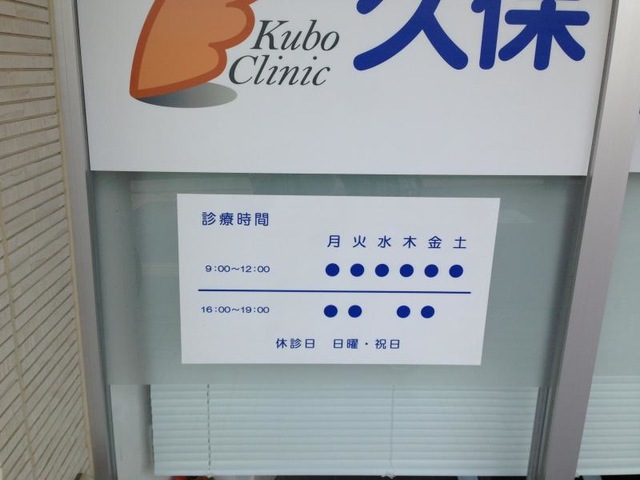 久保
Kubo
Clinic
診療時間
月 火 水 木 金 土
9:00～12:00 ● ● ● ● ● ●
16:00～19:00 ● ● ● ●
休診日 日曜・祝日